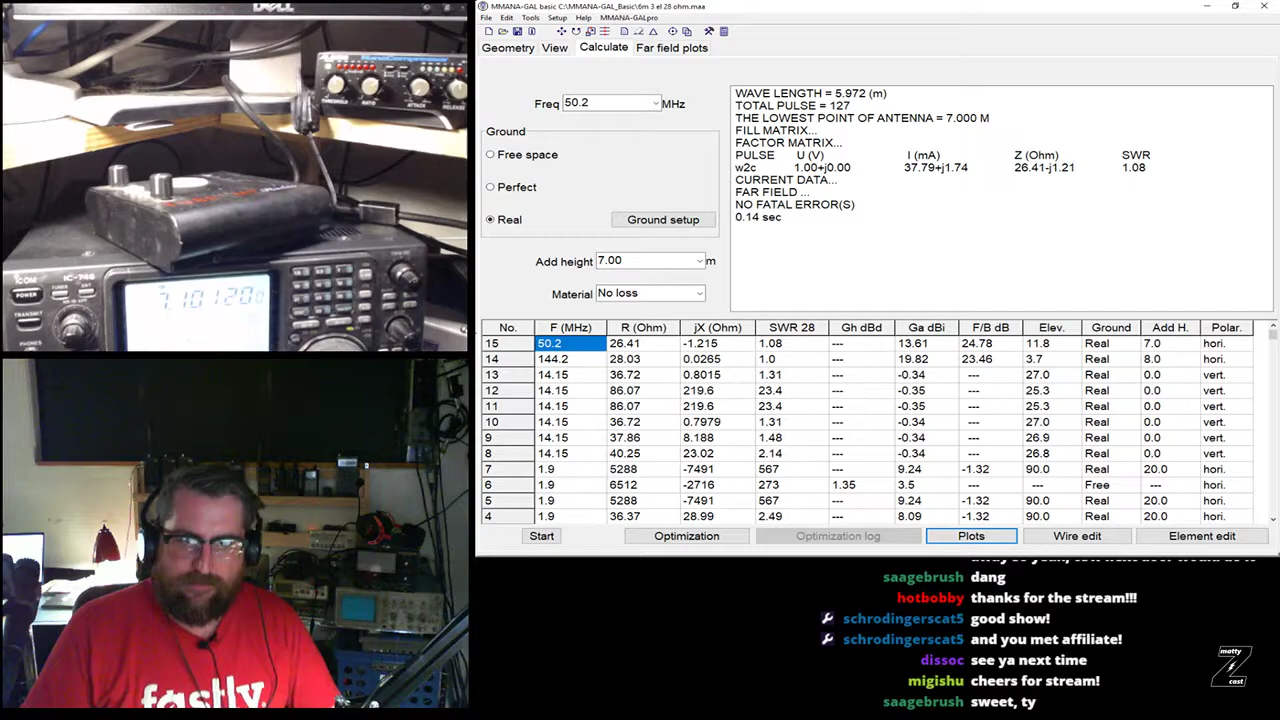 DELL
NanoCompressor
THRESHOLD
RATIO
ATTACK
RELEASE
ICOM
IC-746
POWER
TUNER
ANT
TRANSMIT
PHONES
7.101200
fastly.
MMANA-GAL basic C:\MMANA-GAL_Basic\6m 3 el 28 ohm.maa
File Edit Tools Setup Help MMANA-GALpro
Geometry View Calculate Far field plots
Freq 50.2 MHz
Ground
Free space
Perfect
Real Ground setup
Add height 7.00 m
Material No loss
WAVE LENGTH = 5.972 (m)
TOTAL PULSE = 127
THE LOWEST POINT OF ANTENNA = 7.000 M
FILL MATRIX...
FACTOR MATRIX...
PULSE U (V) I (mA) Z (Ohm) SWR
w2c 1.00+j0.00 37.79+j1.74 26.41-j1.21 1.08
CURRENT DATA...
FAR FIELD ...
NO FATAL ERROR(S)
0.14 sec
No. F (MHz) R (Ohm) jX (Ohm) SWR 28 Gh dBd Ga dBi F/B dB Elev. Ground Add H. Polar.
15 50.2 26.41 -1.215 1.08 --- 13.61 24.78 11.8 Real 7.0 hori.
14 144.2 28.03 0.0265 1.0 --- 19.82 23.46 3.7 Real 8.0 hori.
13 14.15 36.72 0.8015 1.31 --- -0.34 --- 27.0 Real 0.0 vert.
12 14.15 86.07 219.6 23.4 --- -0.35 --- 25.3 Real 0.0 vert.
11 14.15 86.07 219.6 23.4 --- -0.35 --- 25.3 Real 0.0 vert.
10 14.15 36.72 0.7979 1.31 --- -0.34 --- 27.0 Real 0.0 vert.
9 14.15 37.86 8.188 1.48 --- -0.34 --- 26.9 Real 0.0 vert.
8 14.15 40.25 23.02 2.14 --- -0.34 --- 26.8 Real 0.0 vert.
7 1.9 5288 -7491 567 --- 9.24 -1.32 90.0 Real 20.0 hori.
6 1.9 6512 -2716 273 1.35 3.5 --- --- Free --- hori.
5 1.9 5288 -7491 567 --- 9.24 -1.32 90.0 Real 20.0 hori.
4 1.9 36.37 28.99 2.49 --- 8.09 -1.32 90.0 Real 20.0 hori.
Start Optimization Optimization log Plots Wire edit Element edit
saagebrush dang
hotbobby thanks for the stream!!!
schrodingerscat5 good show!
schrodingerscat5 and you met affiliate!
dissoc see ya next time
migishu cheers for stream!
saagebrush sweet, ty
matty
Z
cast